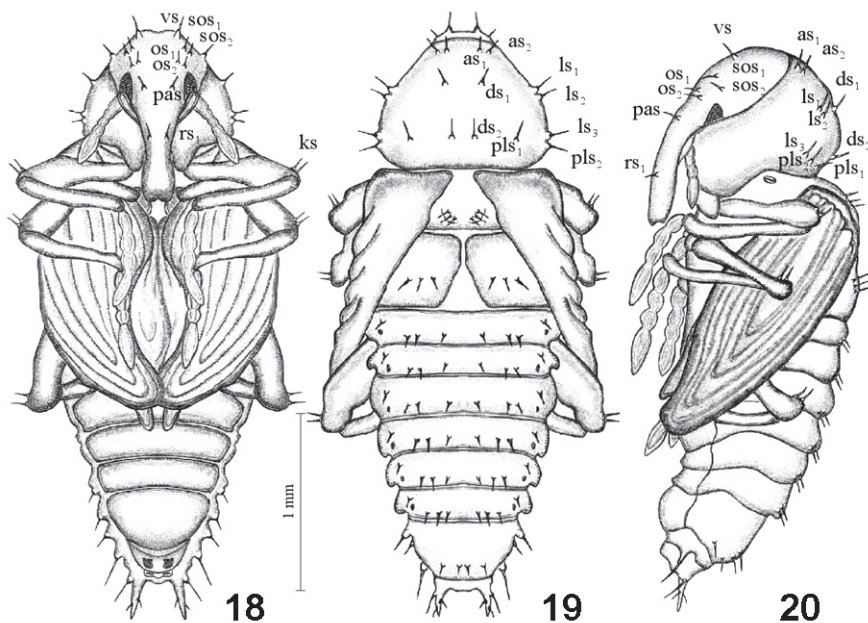 vs sos₁
sos₂
os₁
os₂
pas
rs₁
ks
as₂
as₁
ls₁
ds₁
ls₂
ds₂
ls₃
pls₁
pls₂
vs
as₁
as₂
os₁
os₂
sos₁
sos₂
ds₁
pas
ls₁
ls₂
ls₃
ds₂
pls₂
pls₁
rs₁
1 mm
18
19
20